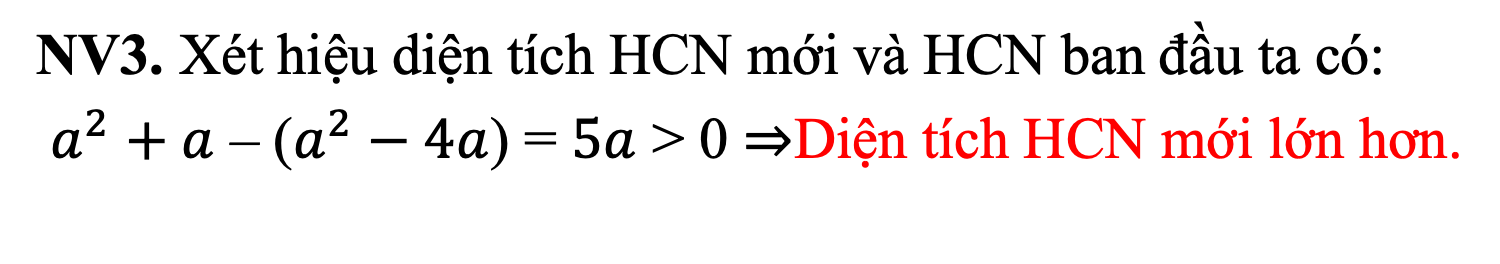 NV3. Xét hiệu diện tích HCN mới và HCN ban đầu ta có:
a² + a – (a² − 4a) = 5a > 0 ⇒Diện tích HCN mới lớn hơn.